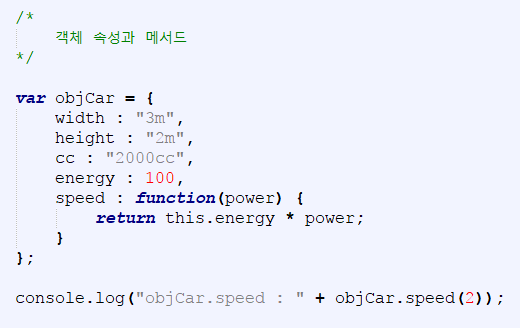 /*
    객체 속성과 메서드
*/

var objCar = {
    width : "3m",
    height : "2m",
    cc : "2000cc",
    energy : 100,
    speed : function(power) {
        return this.energy * power;
    }
};

console.log("objCar.speed : " + objCar.speed(2));